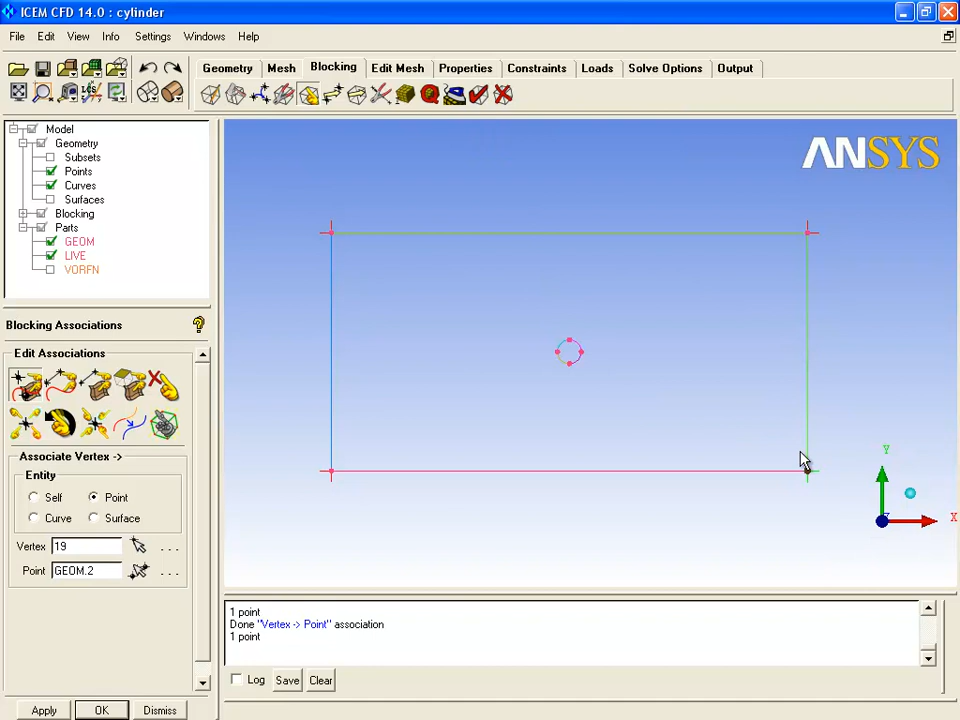 ICEM CFD 14.0 : cylinder
File Edit View Info Settings Windows Help
Geometry Mesh Blocking Edit Mesh Properties Constraints Loads Solve Options Output
LCS
Model
Geometry
Subsets
Points
Curves
Surfaces
Blocking
Parts
GEOM
LIVE
VORFN
ANSYS
Blocking Associations
Edit Associations
Associate Vertex ->
Entity
Self Point
Curve Surface
Vertex 19 ...
Point GEOM.2 ...
Apply OK Dismiss
Y
X
1 point
Done "Vertex -> Point" association
1 point
Log Save Clear